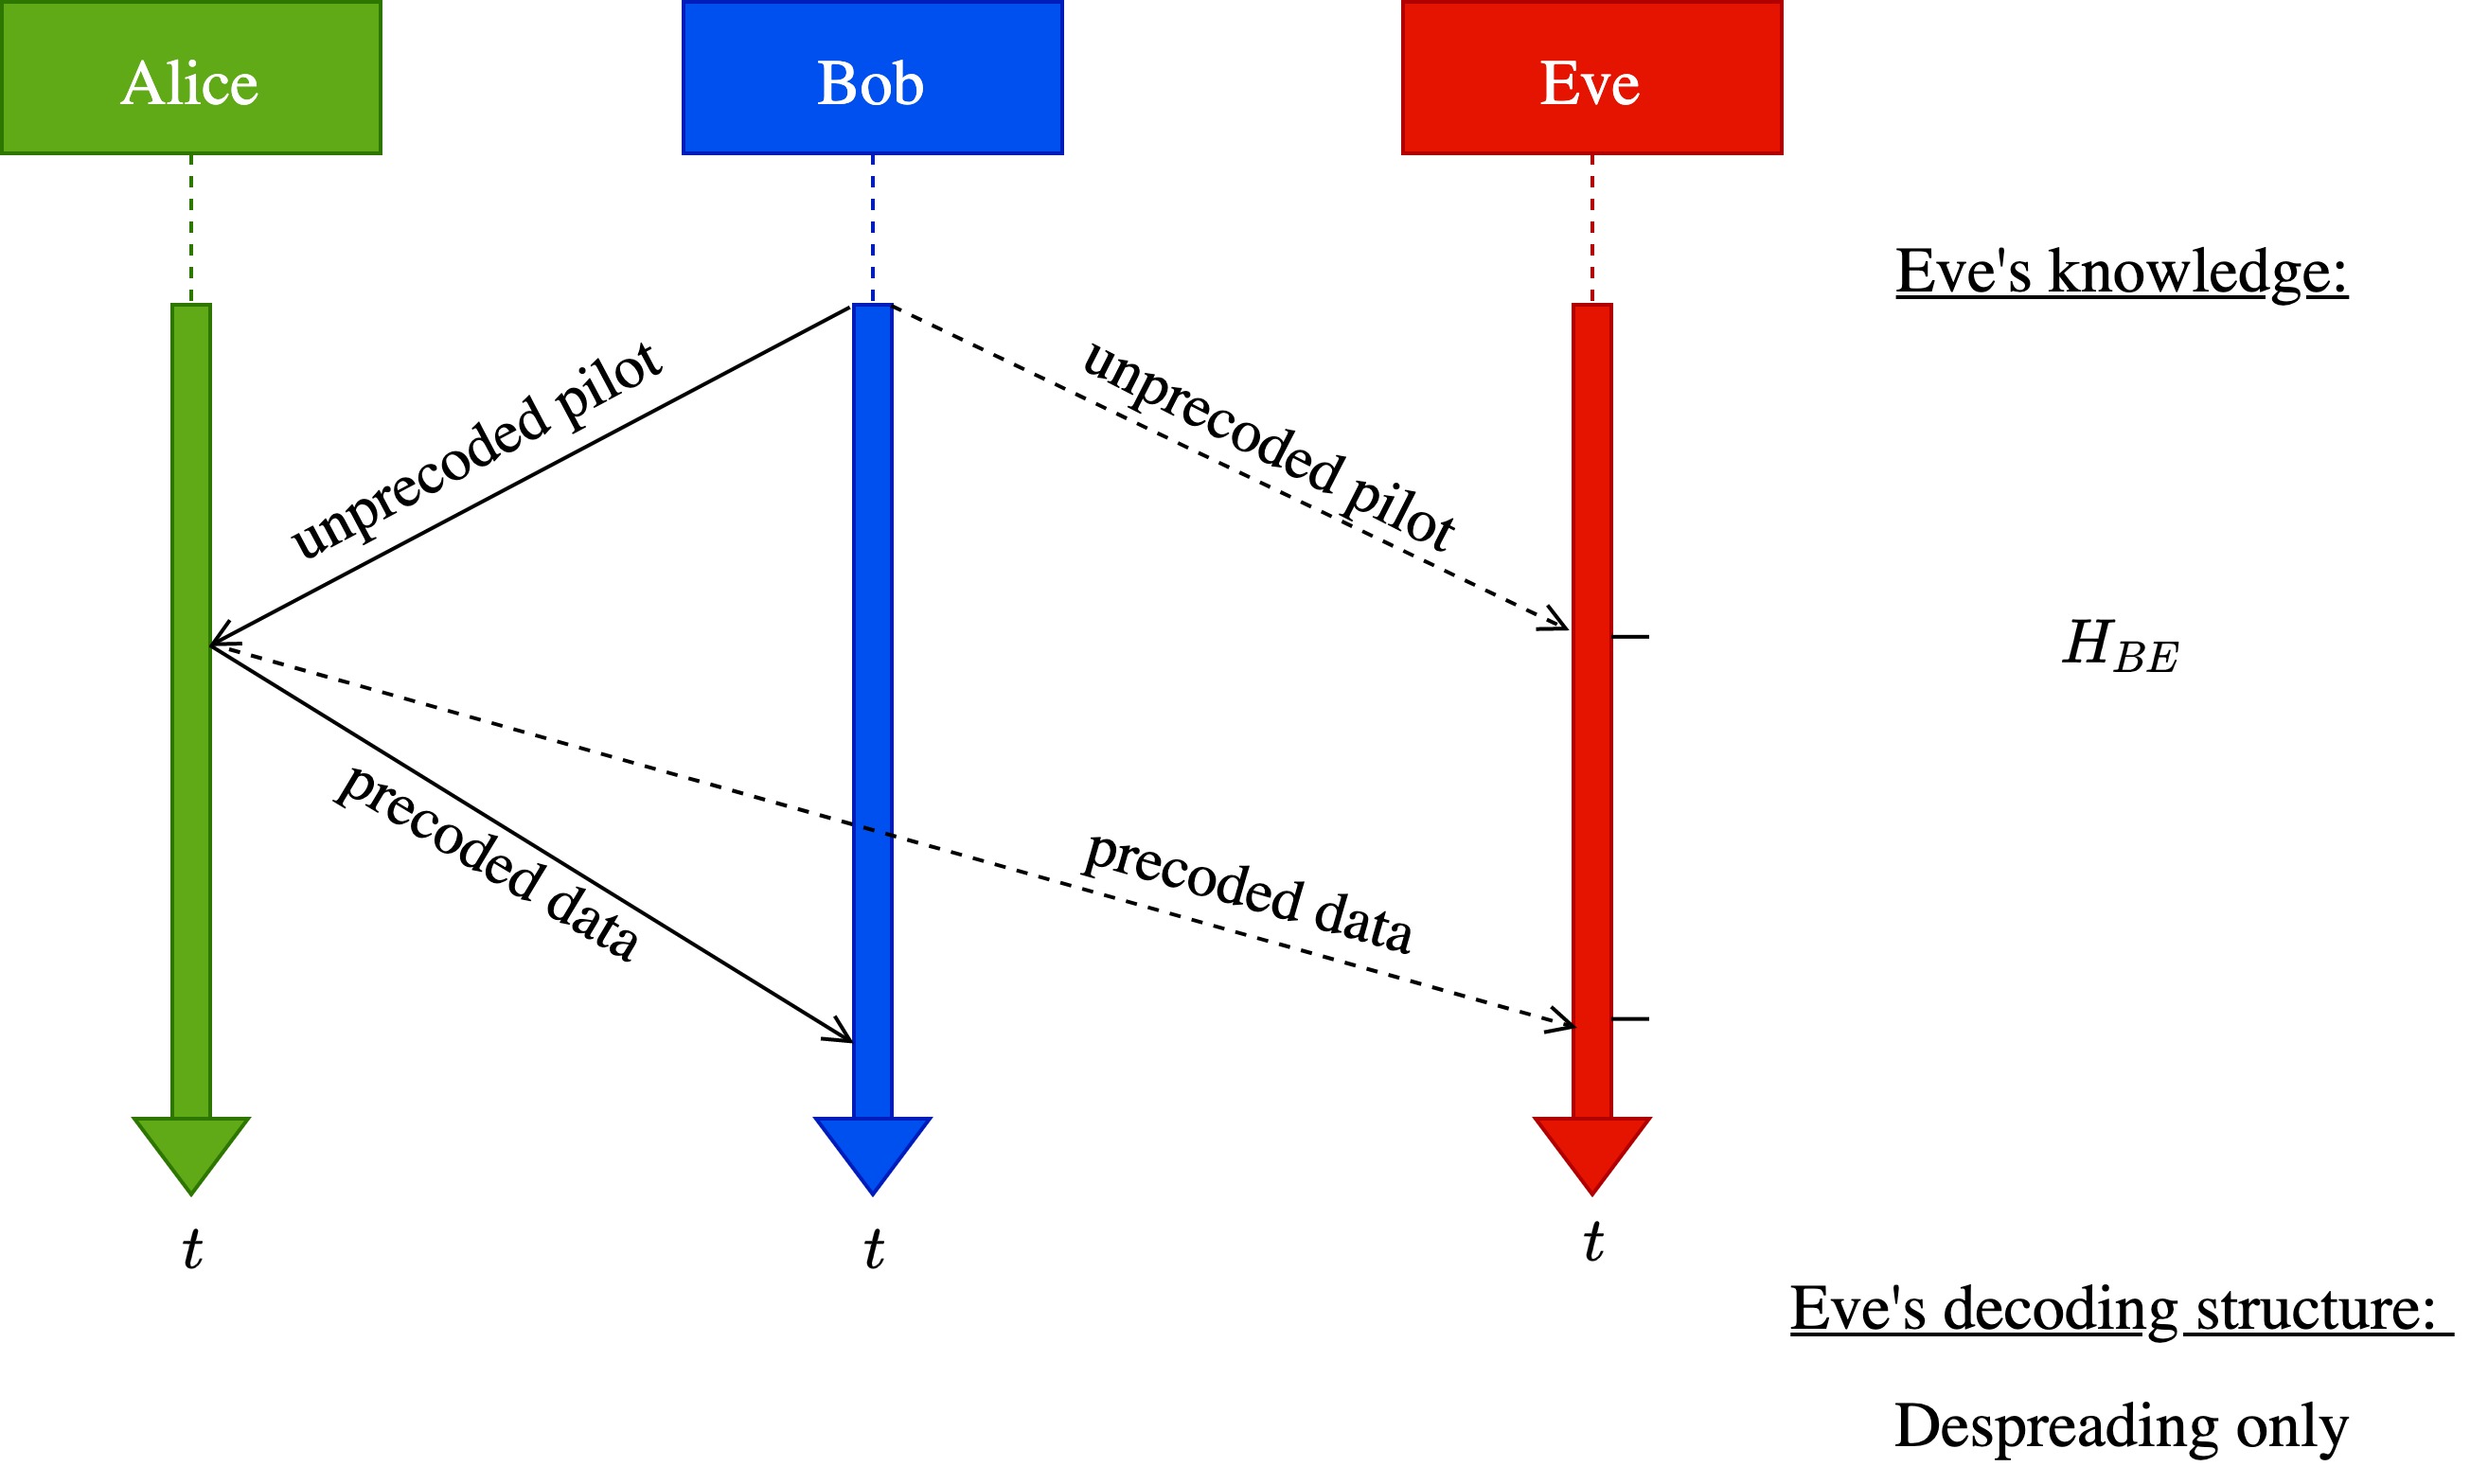 Alice
Bob
Eve
Eve's knowledge:
unprecoded pilot
unprecoded pilot
H_{BE}
precoded data
precoded data
t
t
t
Eve's decoding structure:
Despreading only